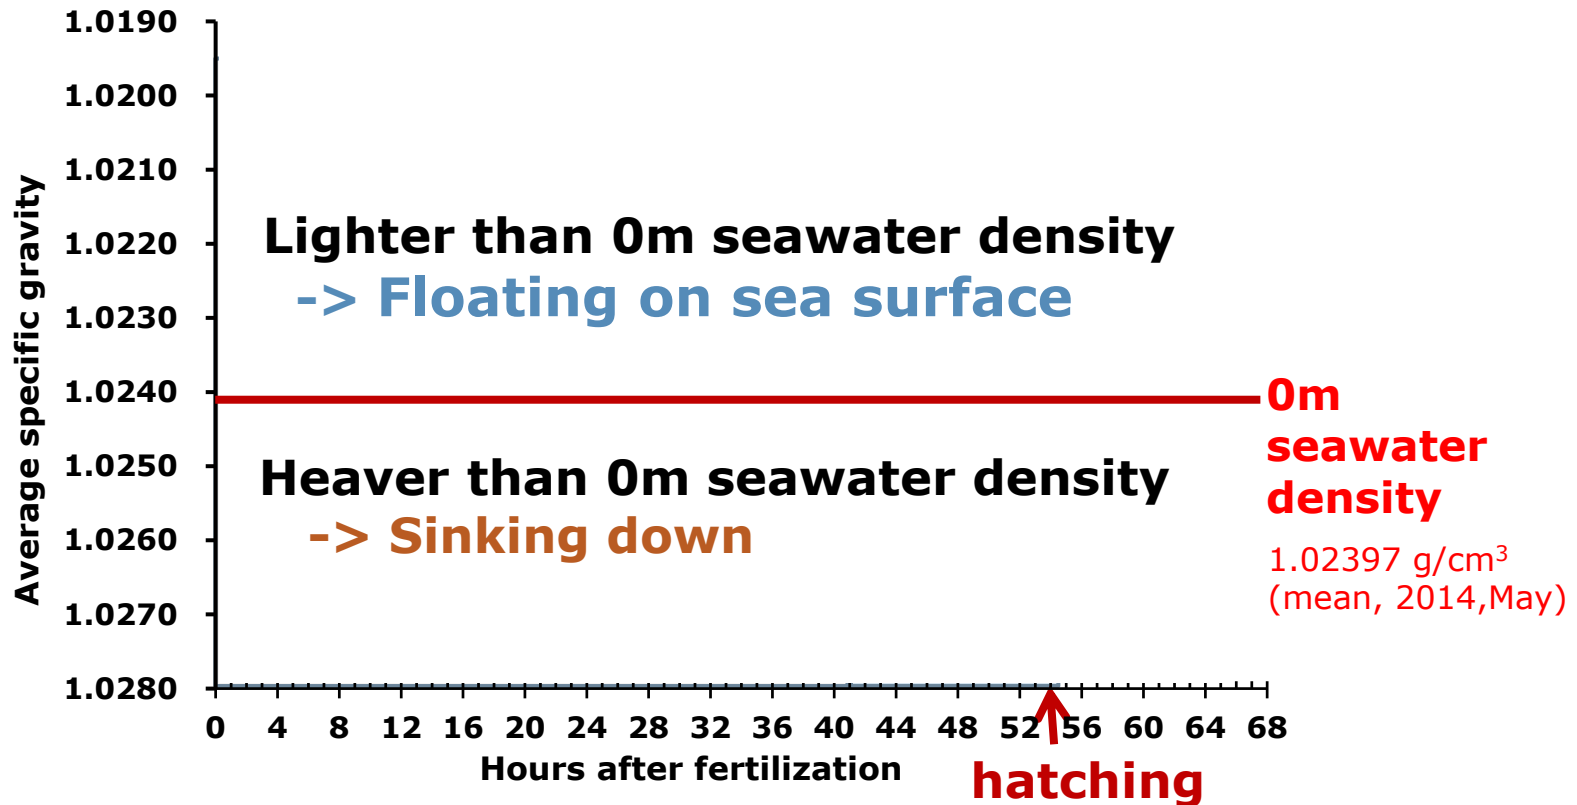 1.0190
1.0200
1.0210
1.0220
1.0230
1.0240
1.0250
1.0260
1.0270
1.0280
Average specific gravity
Lighter than 0m seawater density
-> Floating on sea surface
Heaver than 0m seawater density
-> Sinking down
0m
seawater
density
1.02397 g/cm³
(mean, 2014,May)
0 4 8 12 16 20 24 28 32 36 40 44 48 52 56 60 64 68
Hours after fertilization
hatching